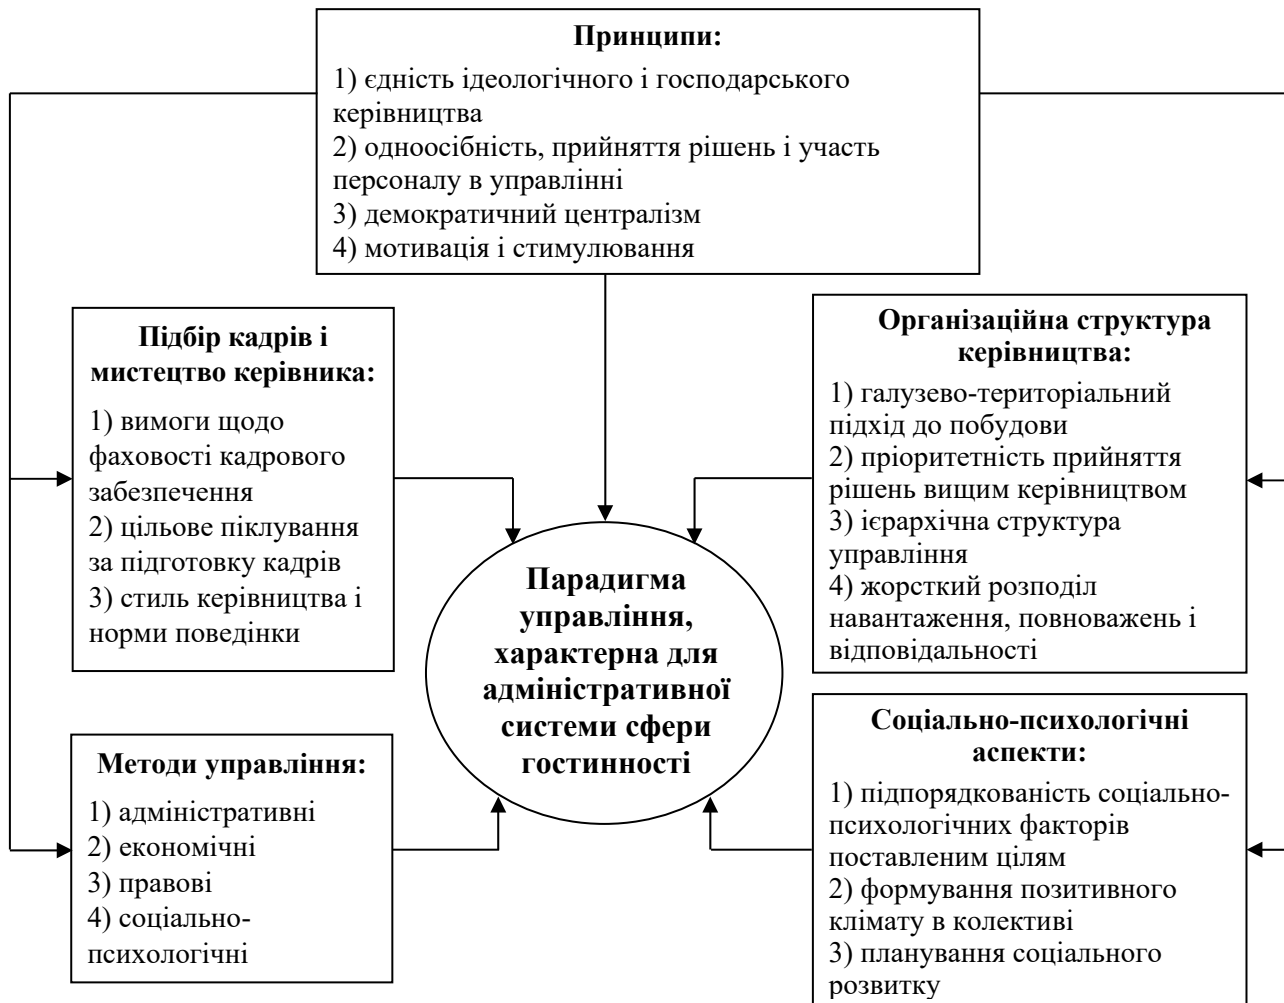 Принципи:
1) єдність ідеологічного і господарського
керівництва
2) одноосібність, прийняття рішень і участь
персоналу в управлінні
3) демократичний централізм
4) мотивація і стимулювання
Підбір кадрів і
мистецтво керівника:
1) вимоги щодо
фаховості кадрового
забезпечення
2) цільове піклування
за підготовку кадрів
3) стиль керівництва і
норми поведінки
Організаційна структура
керівництва:
1) галузево-територіальний
підхід до побудови
2) пріоритетність прийняття
рішень вищим керівництвом
3) ієрархічна структура
управління
4) жорсткий розподіл
навантаження, повноважень і
відповідальності
Парадигма
управління,
характерна для
адміністративної
системи сфери
гостинності
Методи управління:
1) адміністративні
2) економічні
3) правові
4) соціально-
психологічні
Соціально-психологічні
аспекти:
1) підпорядкованість соціально-
психологічних факторів
поставленим цілям
2) формування позитивного
клімату в колективі
3) планування соціального
розвитку